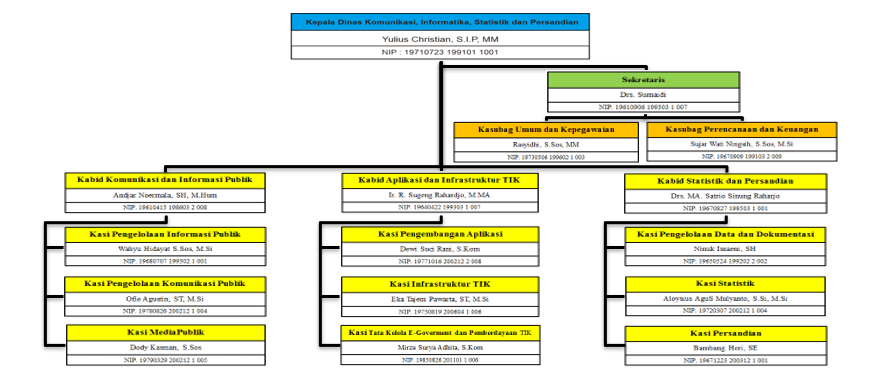 Kepala Dinas Komunikasi, Informatika, Statistik dan Persandian
Yulius Christian, S.I.P, MM
NIP : 19710723 199101 1001
Sekretaris
Drs. Sumaidi
NIP. 19610906 199303 1 007
Kasubag Umum dan Kepegawaian
Rasyidhi, S.Sos, MM
NIP. 19730506 199602 1 003
Kasubag Perencanaan dan Keuangan
Sujar Wati Ningsih, S.Sos, M.Si
NIP. 19670909 199103 2 009
Kabid Komunikasi dan Informasi Publik
Andjar Noermala, SH, M.Hum
NIP. 19610415 198603 2 008
Kasi Pengelolaan Informasi Publik
Wahyu Hidayat S.Sos, M.Si
NIP. 19680707 199502 1 001
Kasi Pengelolaan Komunikasi Publik
Ofie Agustin, ST, M.Si
NIP. 19780826 200212 1 004
Kasi MediaPublik
Dody Kasman, S.Sos
NIP. 19790329 200212 1 005
Kabid Aplikasi dan Infrastruktur TIK
Ir. R. Sugeng Rahardjo, M.MA
NIP. 19640422 199303 1 007
Kasi Pengembangan Aplikasi
Dewi Suci Rani, S.Kom
NIP. 19771016 200212 2 008
Kasi Infrastruktur TIK
Eka Tajem Pawarta, ST, M.Si
NIP. 19750819 200604 1 006
Kasi Tata Kelola E-Goverment dan Pemberdayaan TIK
Mirza Surya Adhita, S.Kom
NIP. 19850826 201101 1 006
Kabid Statistik dan Persandian
Drs. MA. Satrio Sinung Raharjo
NIP. 19670827 199503 1 001
Kasi Pengelolaan Data dan Dokumentasi
Ninuk Isnaeni, SH
NIP. 19650524 199202 2 002
Kasi Statistik
Aloysius AguS Mulyanto, S.Si, M.Si
NIP. 19720307 200212 1 004
Kasi Persandian
Bambang Heri, SE
NIP. 19671223 200312 1 001